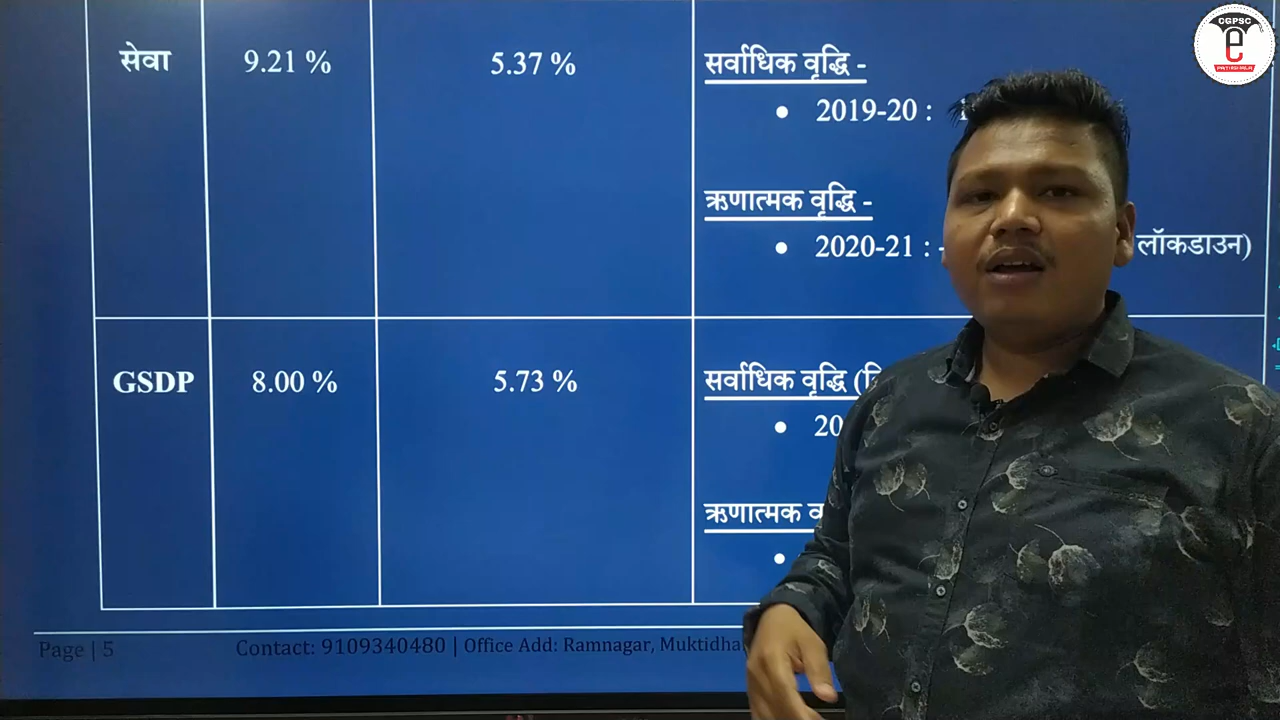 CGPSC
e
PATHSHALA
सेवा 9.21 % 5.37 % सर्वाधिक वृद्धि -
• 2019-20 :
ऋणात्मक वृद्धि -
• 2020-21 : - लॉकडाउन)
GSDP 8.00 % 5.73 % सर्वाधिक वृद्धि (
• 20
ऋणात्मक
•
Page | 5 Contact: 9109340480 | Office Add: Ramnagar,